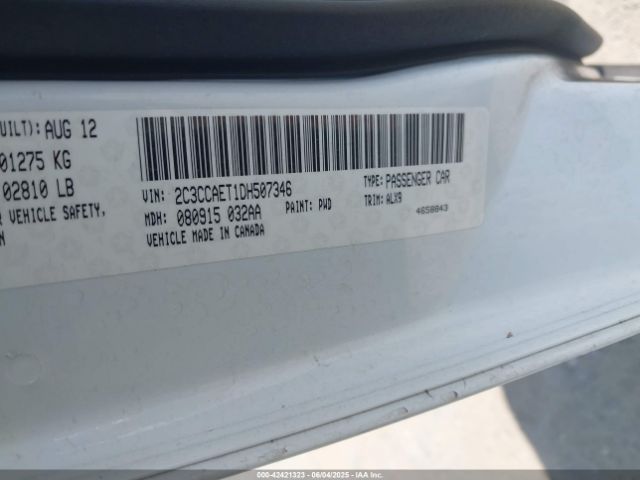 UILT): AUG 12
01275 KG
02810 LB
VEHICLE SAFETY,
N
VIN: 2C3CCAET1DH507346
TYPE: PASSENGER CAR
MDH: 080915 032AA
PAINT: PWD
TRIM: ALX9
4658843
VEHICLE MADE IN CANADA
000-42421323 - 06/04/2025 - IAA Inc.